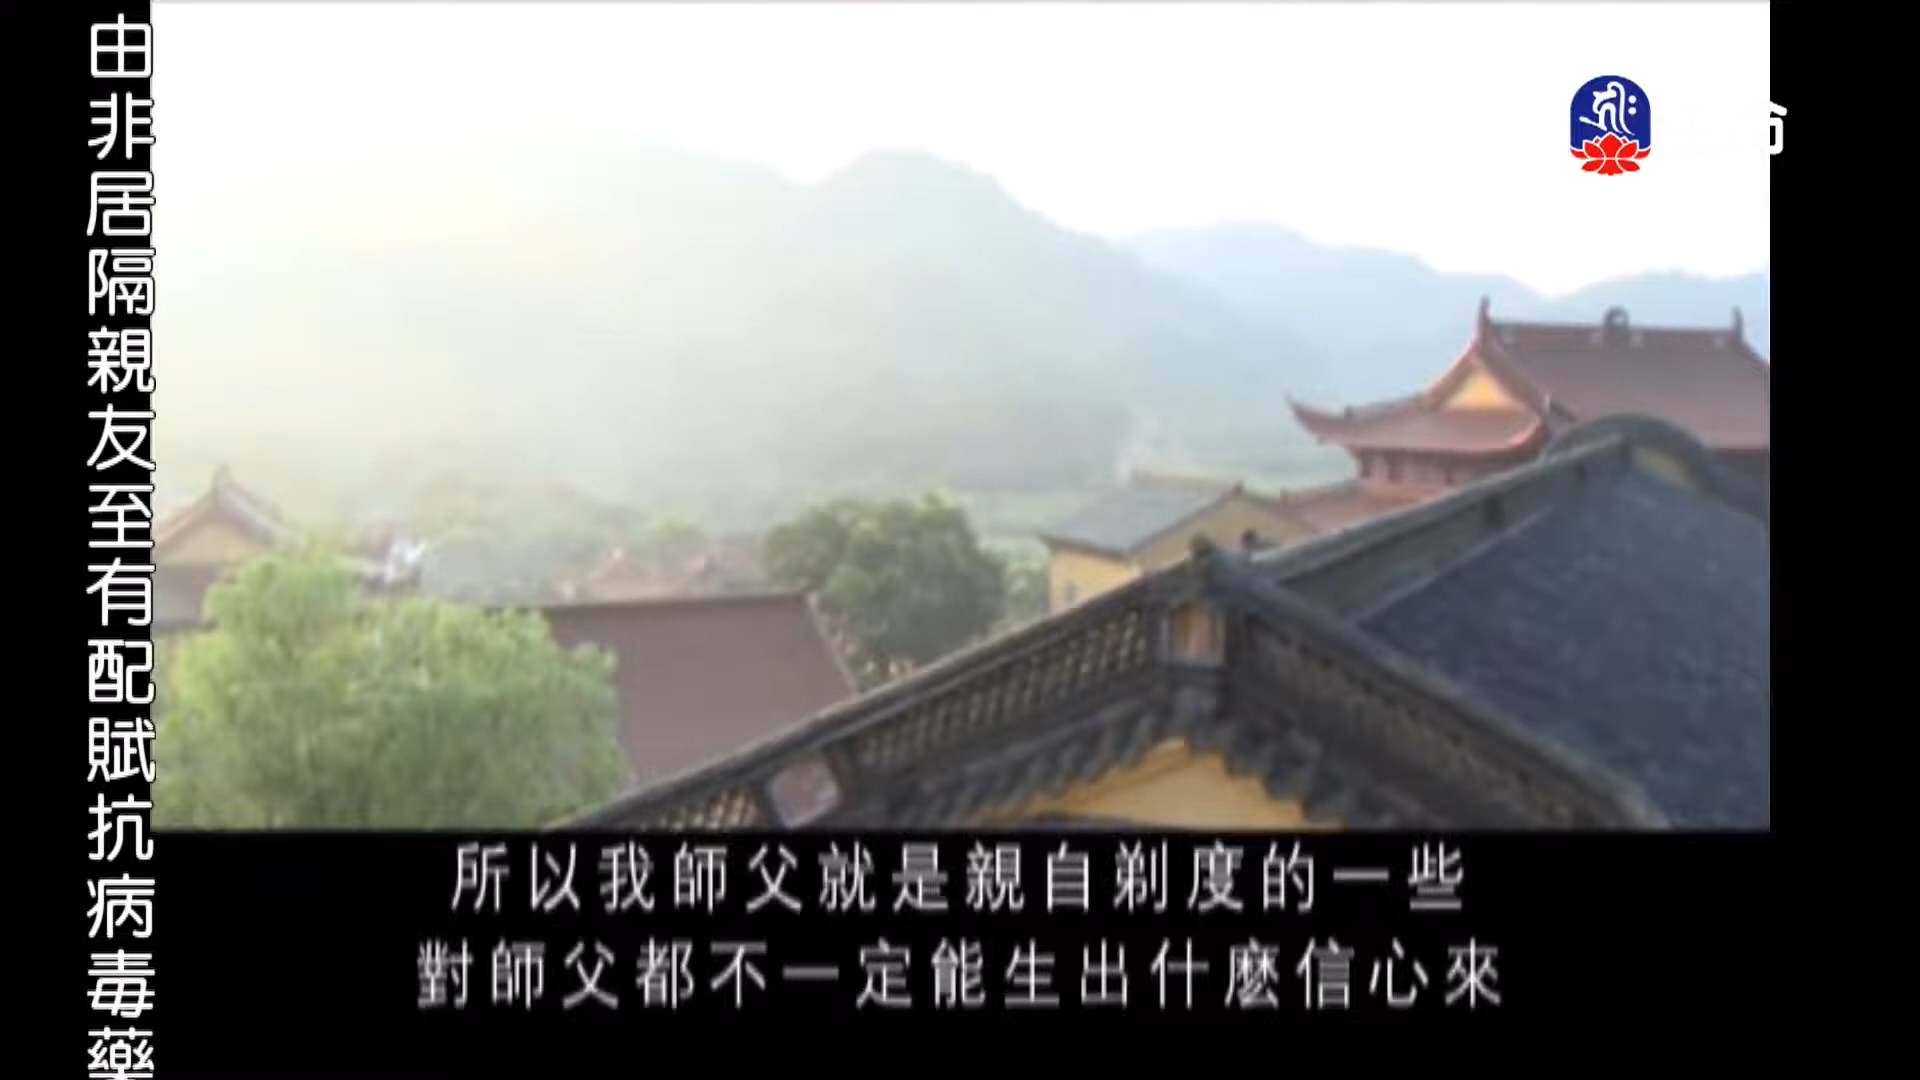 由非居隔親友至有配賦抗病毒藥
所以我師父就是親自剃度的一些
對師父都不一定能生出什麼信心來